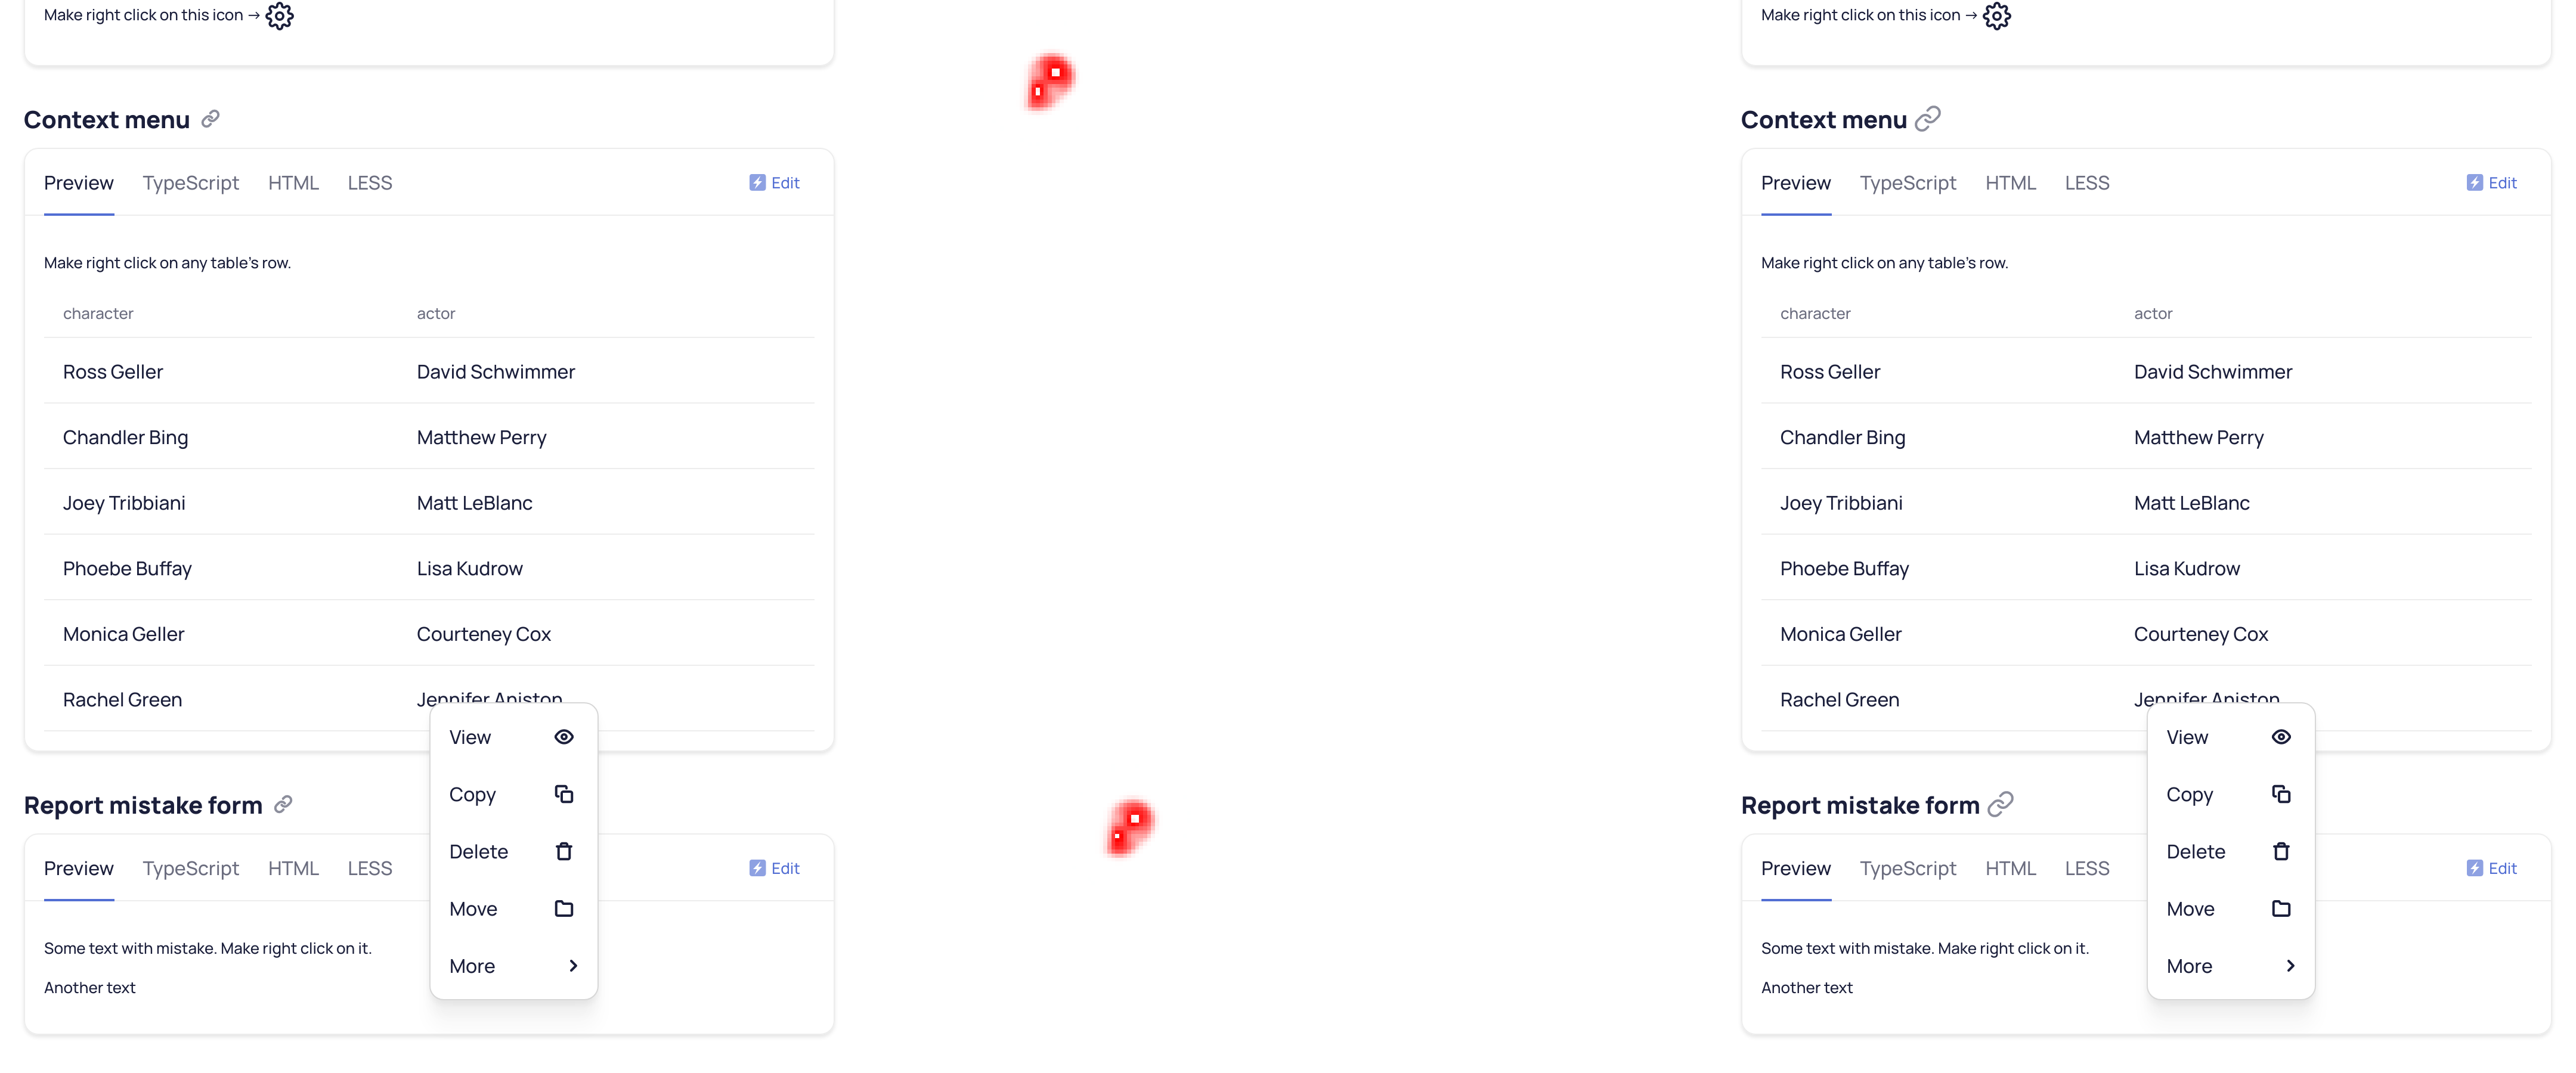 Make right click on this icon →
Context menu
Preview TypeScript HTML LESS Edit
Make right click on any table's row.
character actor
Ross Geller David Schwimmer
Chandler Bing Matthew Perry
Joey Tribbiani Matt LeBlanc
Phoebe Buffay Lisa Kudrow
Monica Geller Courteney Cox
Rachel Green Jennifer Aniston
View
Copy
Report mistake form
Delete
Preview TypeScript HTML LESS Edit
Move
Some text with mistake. Make right click on it.
More
Another text
Make right click on this icon →
Context menu
Preview TypeScript HTML LESS Edit
Make right click on any table's row.
character actor
Ross Geller David Schwimmer
Chandler Bing Matthew Perry
Joey Tribbiani Matt LeBlanc
Phoebe Buffay Lisa Kudrow
Monica Geller Courteney Cox
Rachel Green Jennifer Aniston
View
Copy
Report mistake form
Delete
Preview TypeScript HTML LESS Edit
Move
Some text with mistake. Make right click on it.
More
Another text